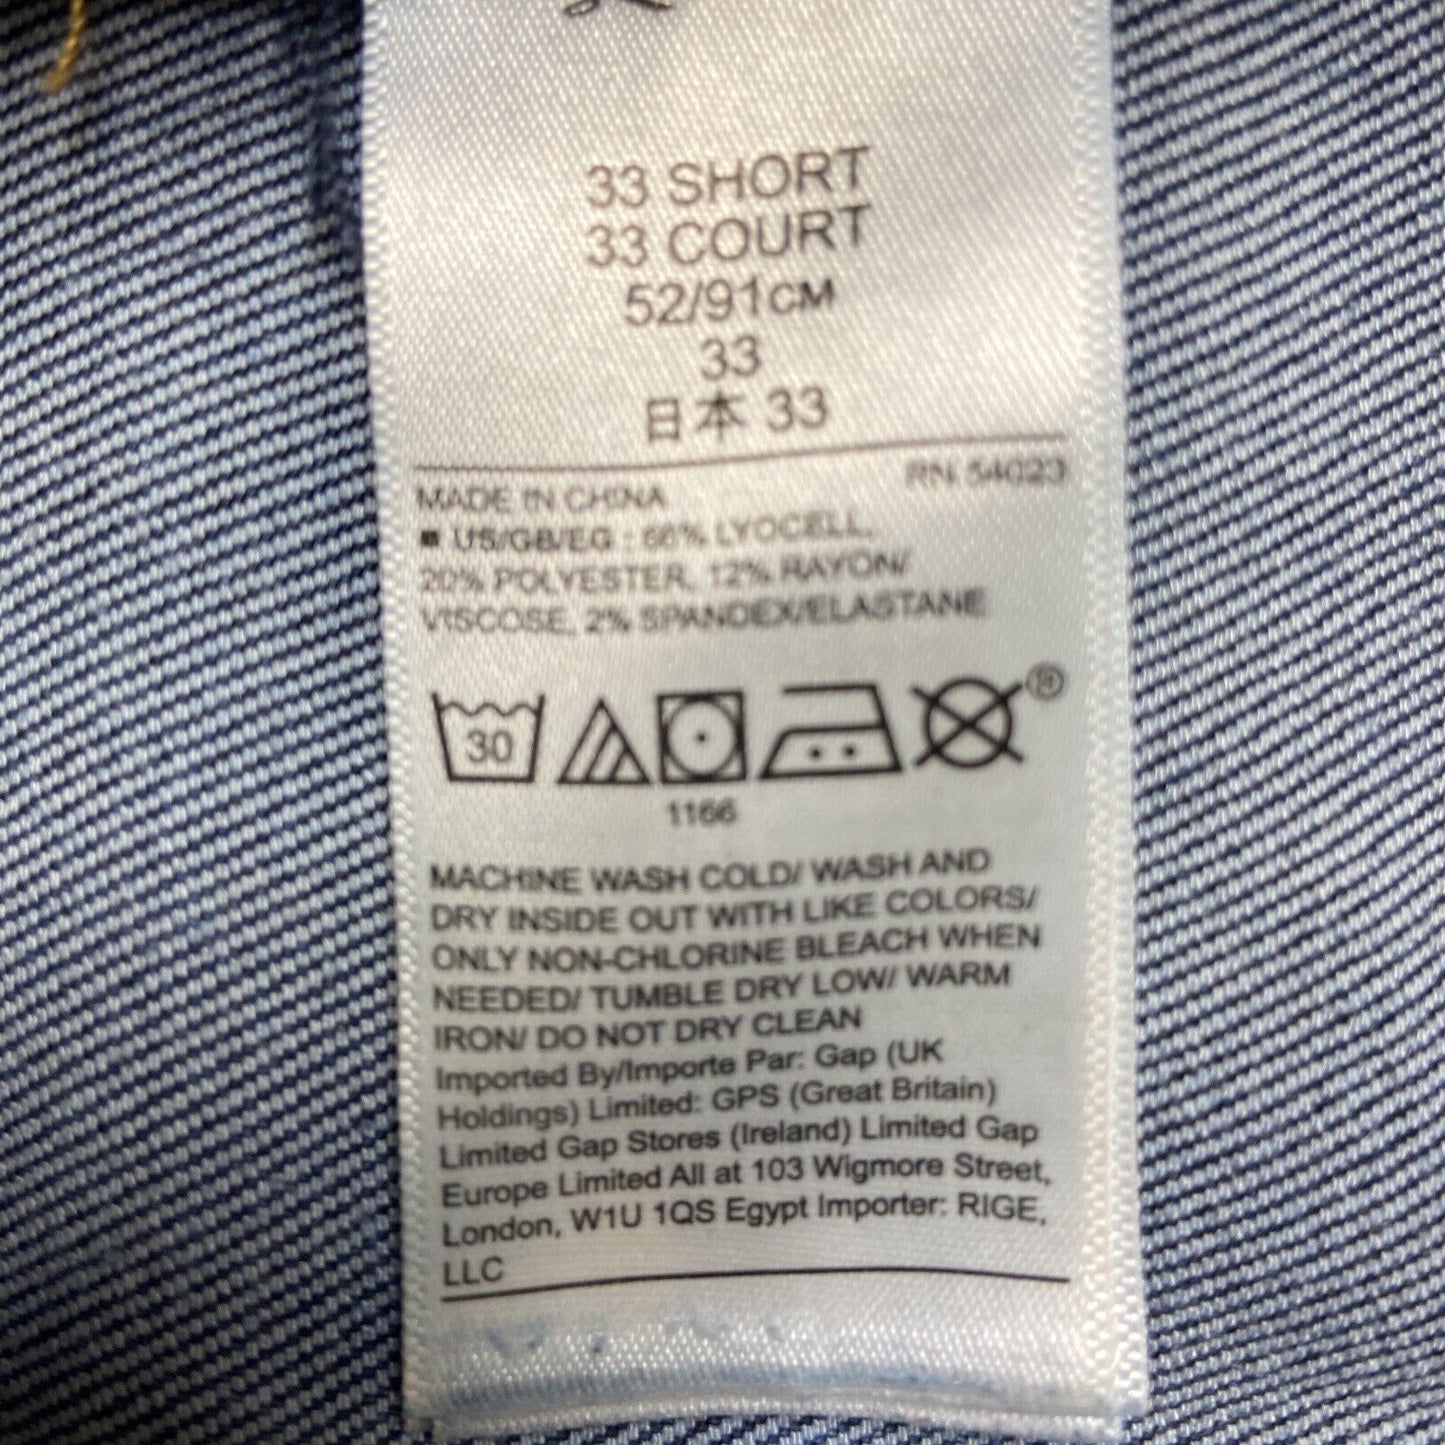 33 SHORT
33 COURT
52/91CM
33
日本 33
RN 54023
MADE IN CHINA
■ US/GB/EG : 66% LYOCELL,
20% POLYESTER, 12% RAYON/
VISCOSE, 2% SPANDEX/ELASTANE
30
®
1166
MACHINE WASH COLD/ WASH AND
DRY INSIDE OUT WITH LIKE COLORS/
ONLY NON-CHLORINE BLEACH WHEN
NEEDED/ TUMBLE DRY LOW/ WARM
IRON/ DO NOT DRY CLEAN
Imported By/Importe Par: Gap (UK
Holdings) Limited: GPS (Great Britain)
Limited Gap Stores (Ireland) Limited Gap
Europe Limited All at 103 Wigmore Street,
London, W1U 1QS Egypt Importer: RIGE,
LLC